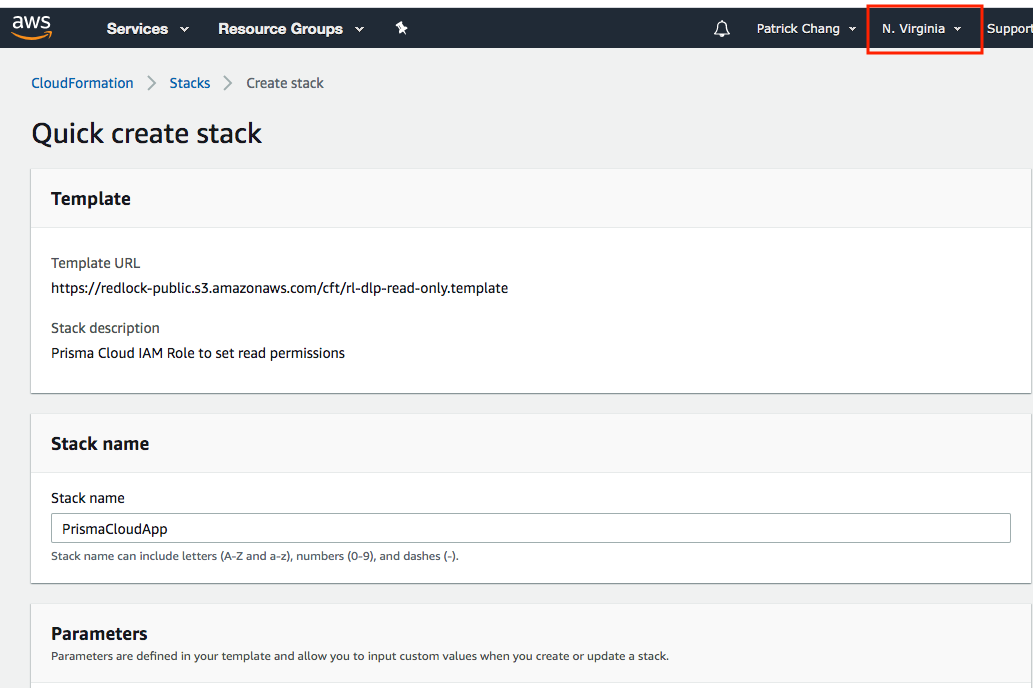 aws Services Resource Groups Patrick Chang N. Virginia Support
CloudFormation Stacks Create stack
Quick create stack
Template
Template URL
https://redlock-public.s3.amazonaws.com/cft/rl-dlp-read-only.template
Stack description
Prisma Cloud IAM Role to set read permissions
Stack name
Stack name
PrismaCloudApp
Stack name can include letters (A-Z and a-z), numbers (0-9), and dashes (-).
Parameters
Parameters are defined in your template and allow you to input custom values when you create or update a stack.